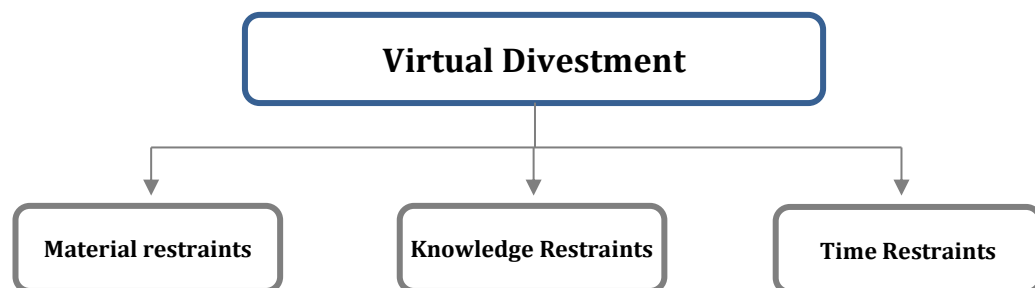 Virtual Divestment
Material restraints
Knowledge Restraints
Time Restraints